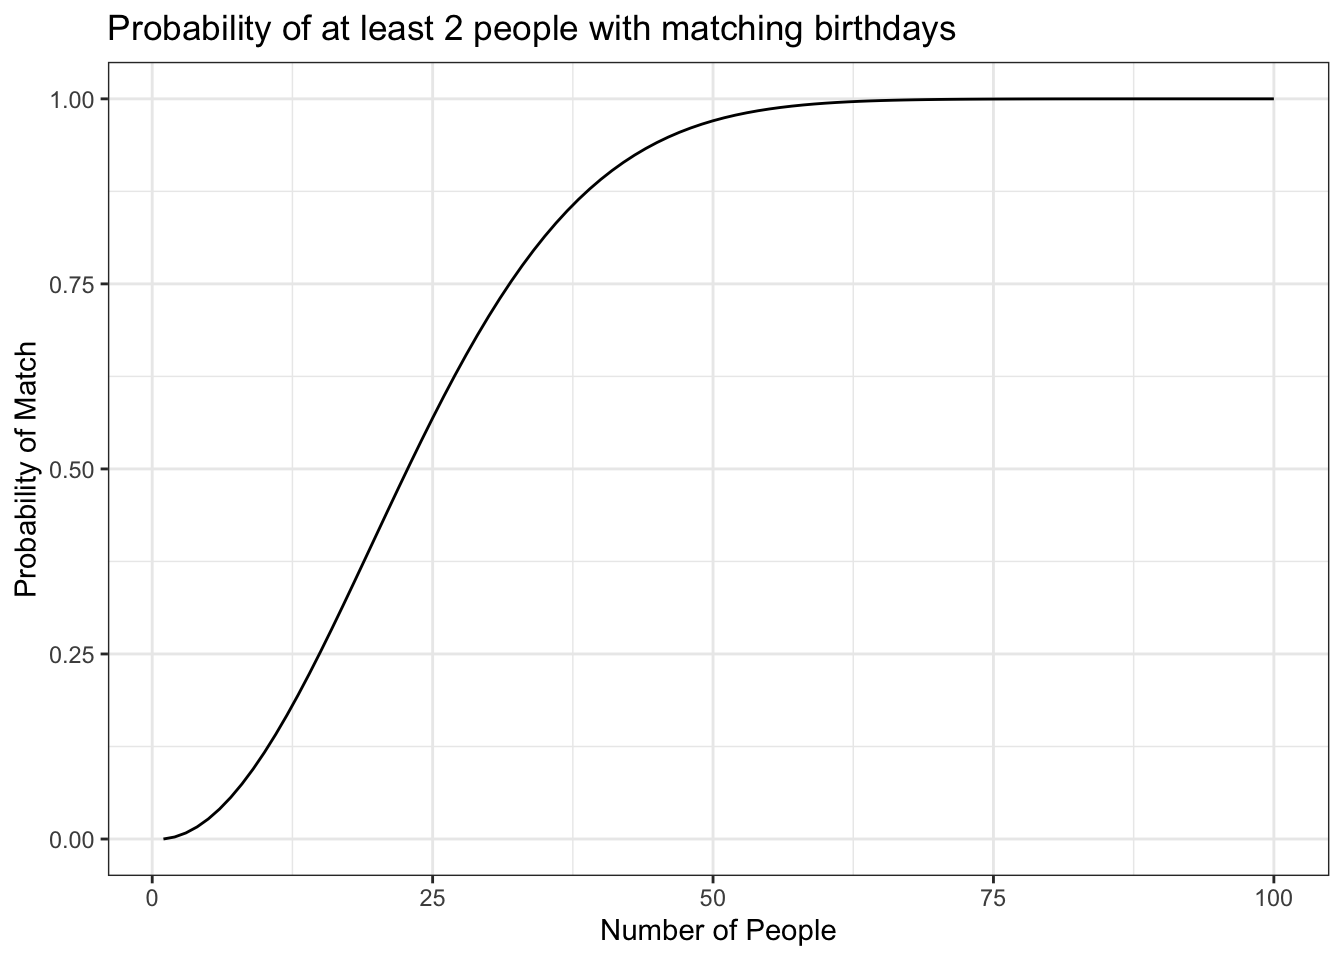 Probability of at least 2 people with matching birthdays
Probability of Match
1.00
0.75
0.50
0.25
0.00
0 25 50 75 100
Number of People